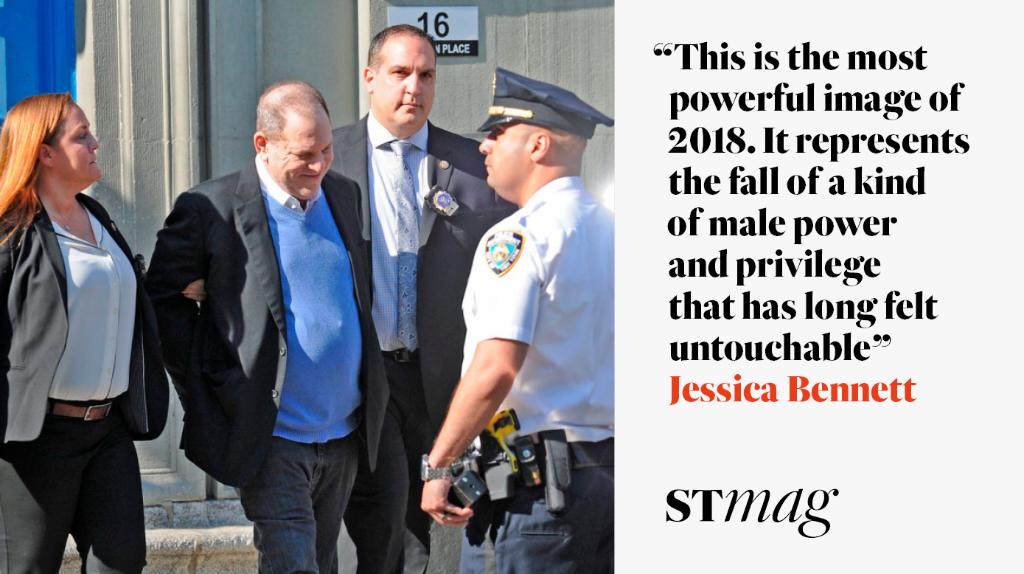 16
N PLACE
“This is the most
powerful image of
2018. It represents
the fall of a kind
of male power
and privilege
that has long felt
untouchable”
Jessica Bennett
STmag